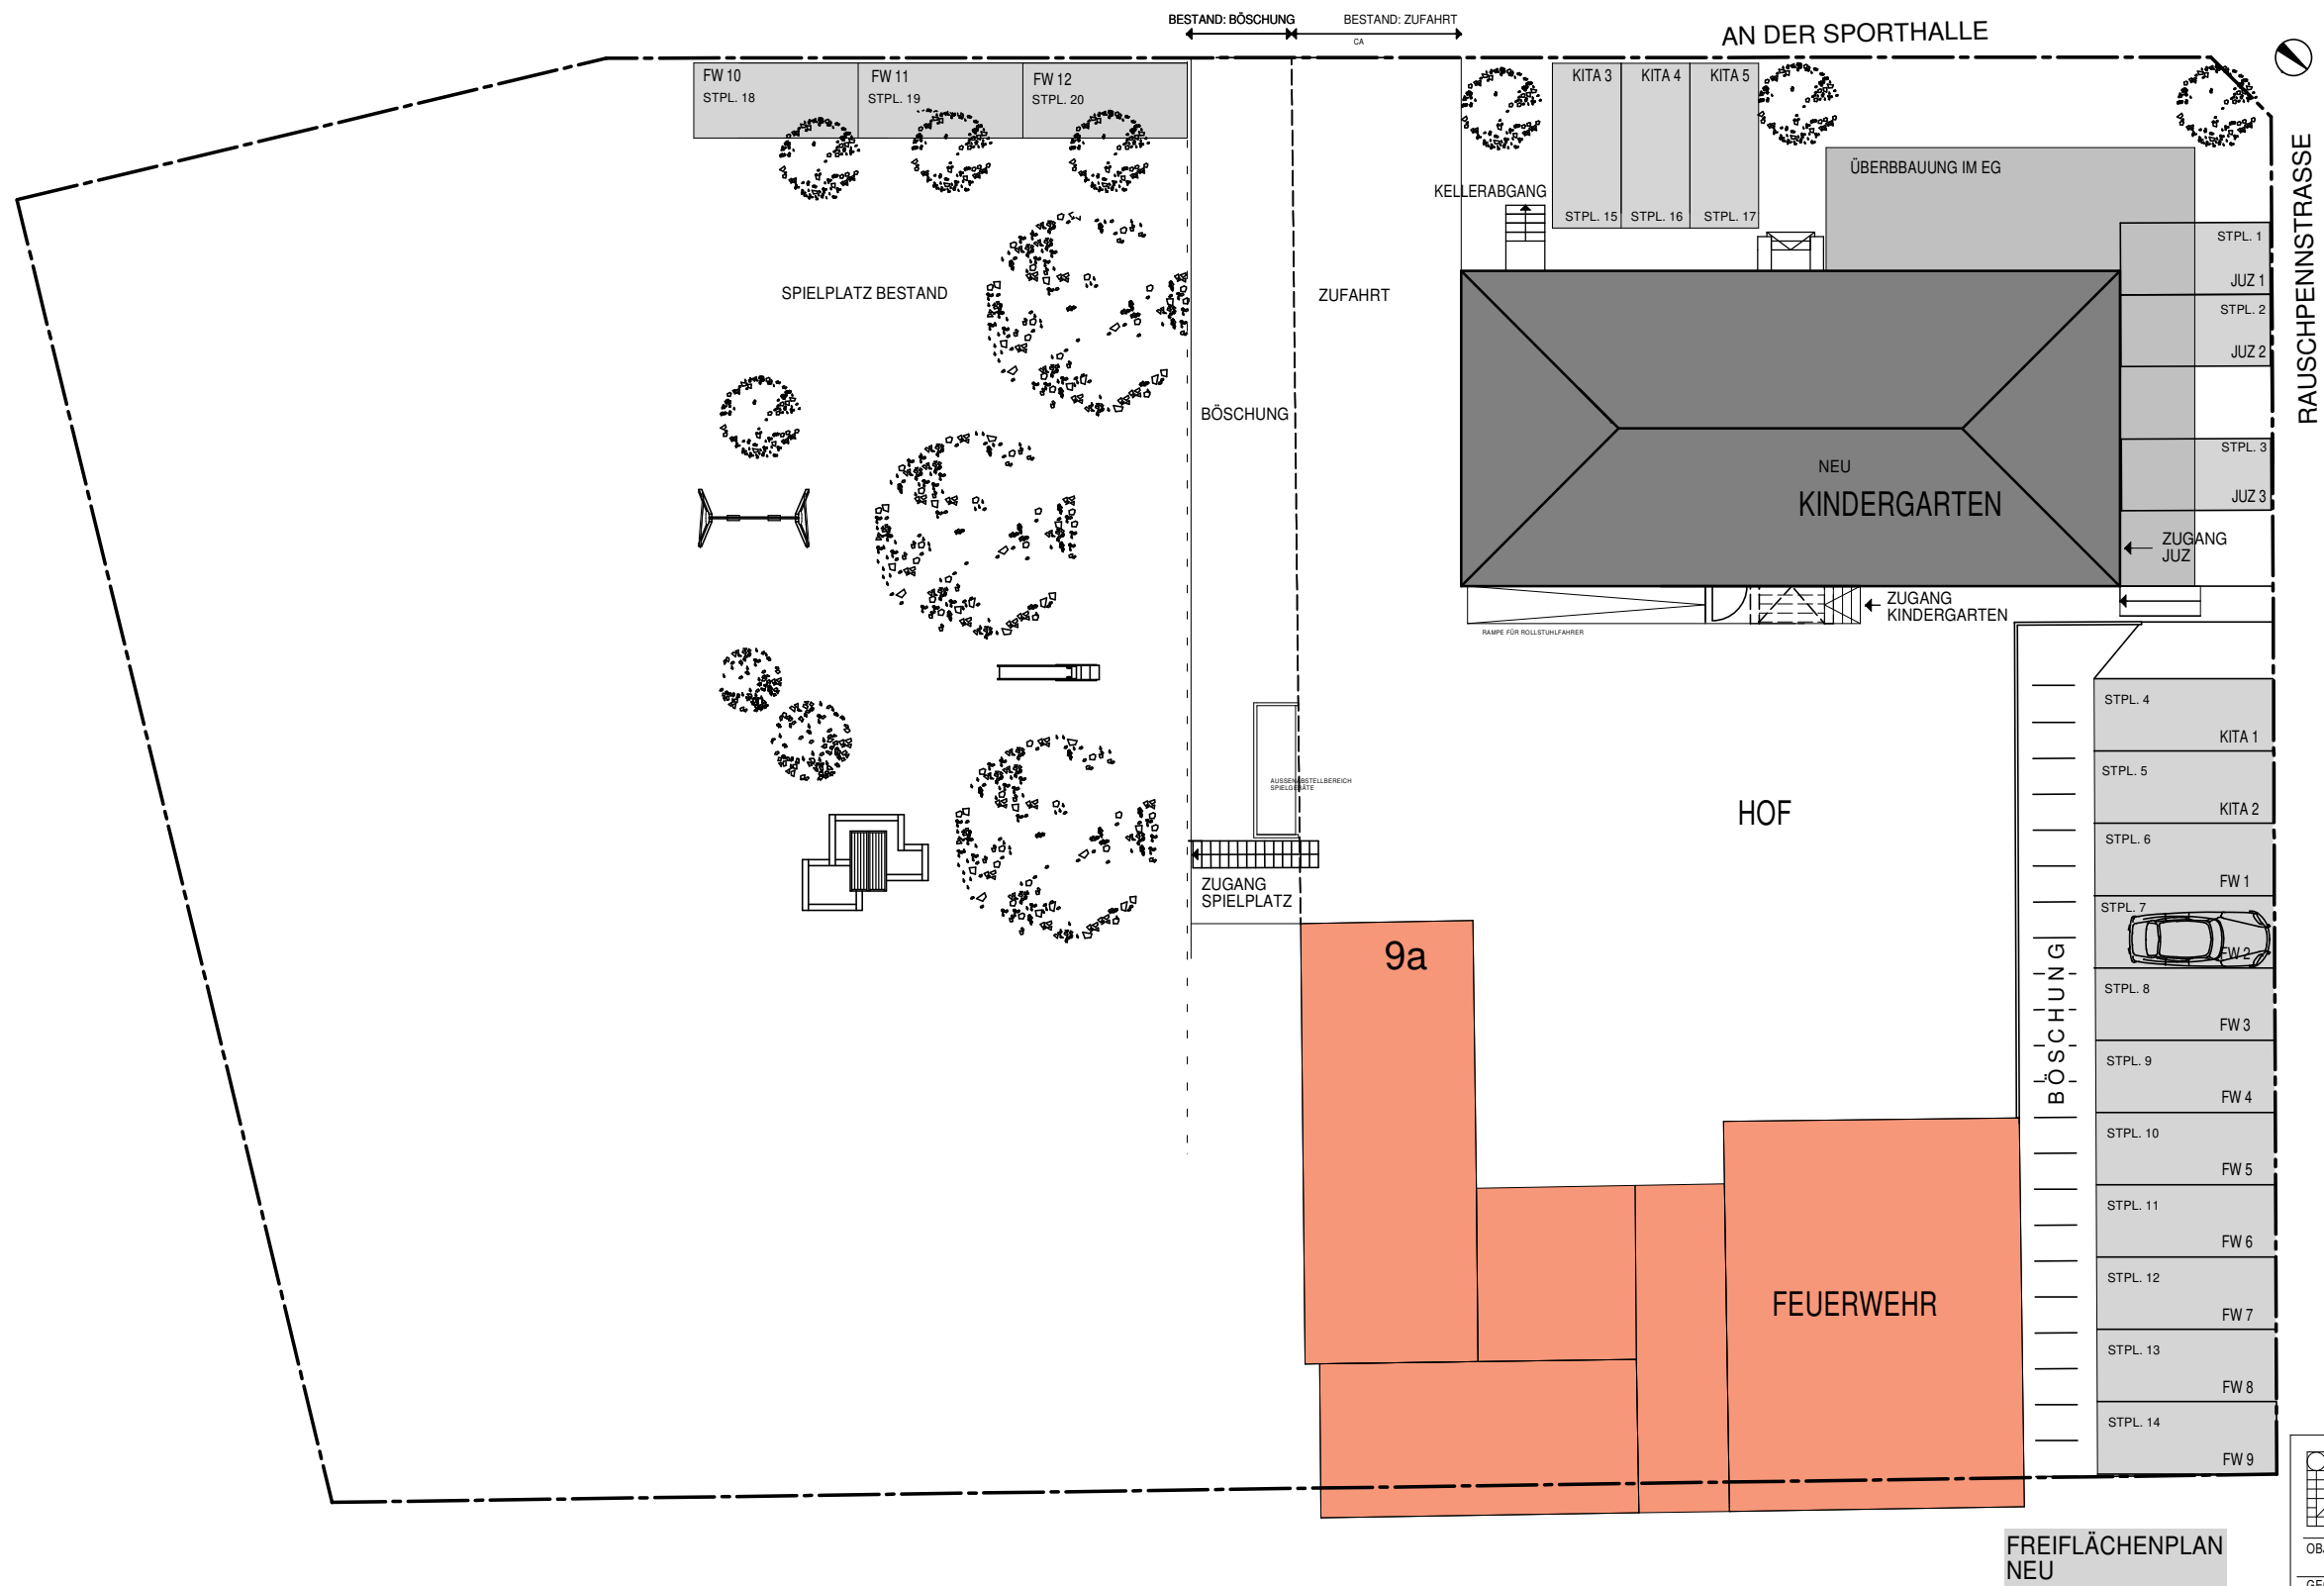 BESTAND: BÖSCHUNG
BESTAND: ZUFAHRT
CA
AN DER SPORTHALLE
RAUSCHPENNSTRASSE
FW 10
STPL. 18
FW 11
STPL. 19
FW 12
STPL. 20
KITA 3
KITA 4
KITA 5
STPL. 15
STPL. 16
STPL. 17
KELLERABGANG
ÜBERBBAUUNG IM EG
STPL. 1
JUZ 1
STPL. 2
JUZ 2
STPL. 3
JUZ 3
SPIELPLATZ BESTAND
ZUFAHRT
BÖSCHUNG
NEU
KINDERGARTEN
ZUGANG
JUZ
ZUGANG
KINDERGARTEN
RAMPE FÜR ROLLSTUHLFAHRER
AUSSENABSTELLBEREICH
SPIELGERÄTE
ZUGANG
SPIELPLATZ
HOF
9a
FEUERWEHR
BÖSCHUNG
STPL. 4
KITA 1
STPL. 5
KITA 2
STPL. 6
FW 1
STPL. 7
FW 2
STPL. 8
FW 3
STPL. 9
FW 4
STPL. 10
FW 5
STPL. 11
FW 6
STPL. 12
FW 7
STPL. 13
FW 8
STPL. 14
FW 9
FREIFLÄCHENPLAN
NEU